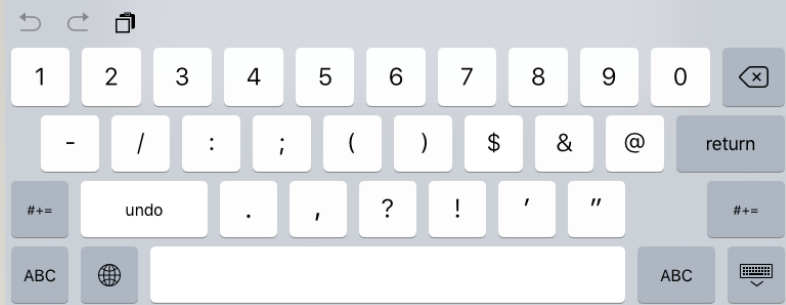 1 2 3 4 5 6 7 8 9 0
- / : ; ( ) $ & @ return
#+= undo . , ? ! ' " #+=
ABC ABC